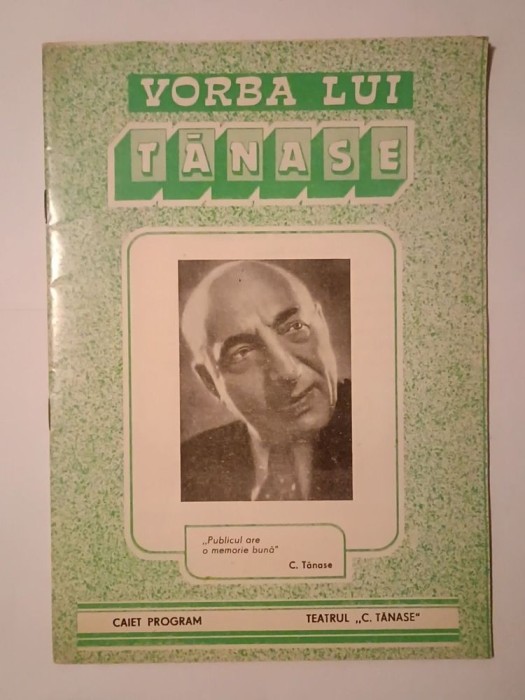 VORBA LUI
TĂNASE
„Publicul are
o memorie bună"
C. Tănase
CAIET PROGRAM TEATRUL „C. TĂNASE"